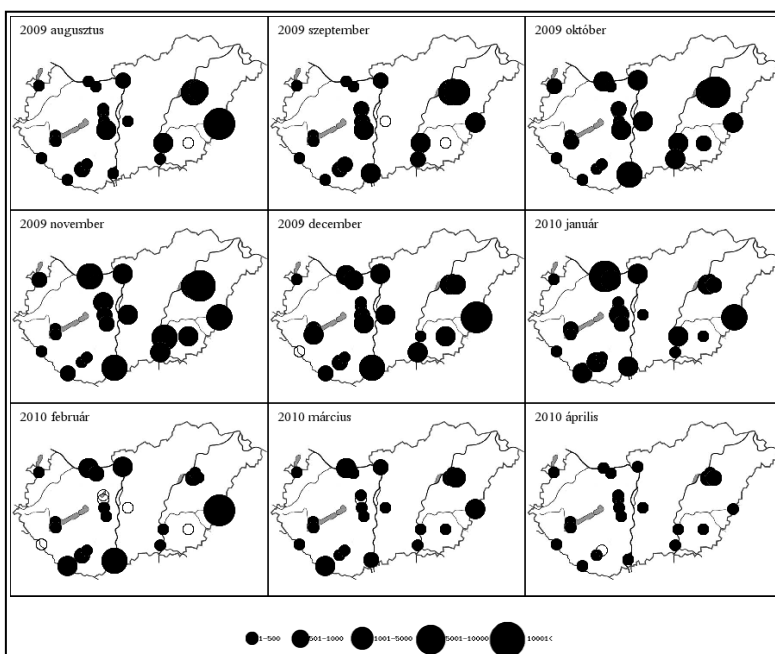 2009 augusztus
2009 szeptember
2009 október
2009 november
2009 december
2010 január
2010 február
2010 március
2010 április
1-500 501-1000 1001-5000 5001-10000 10001<